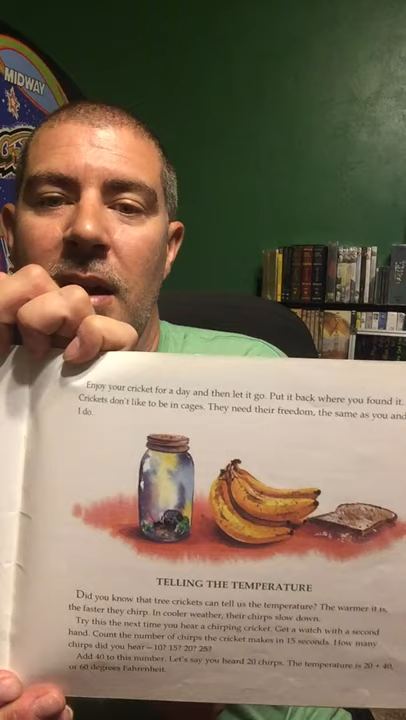 MIDWAY
Enjoy your cricket for a day and then let it go. Put it back where you found it.
Crickets don't like to be in cages. They need their freedom, the same as you and
I do.
TELLING THE TEMPERATURE
Did you know that tree crickets can tell us the temperature? The warmer it is,
the faster they chirp. In cooler weather, their chirps slow down.
Try this the next time you hear a chirping cricket. Get a watch with a second
hand. Count the number of chirps the cricket makes in 15 seconds. How many
chirps did you hear—10? 15? 20? 25?
Add 40 to this number. Let's say you heard 20 chirps. The temperature is 20 + 40,
or 60 degrees Fahrenheit.